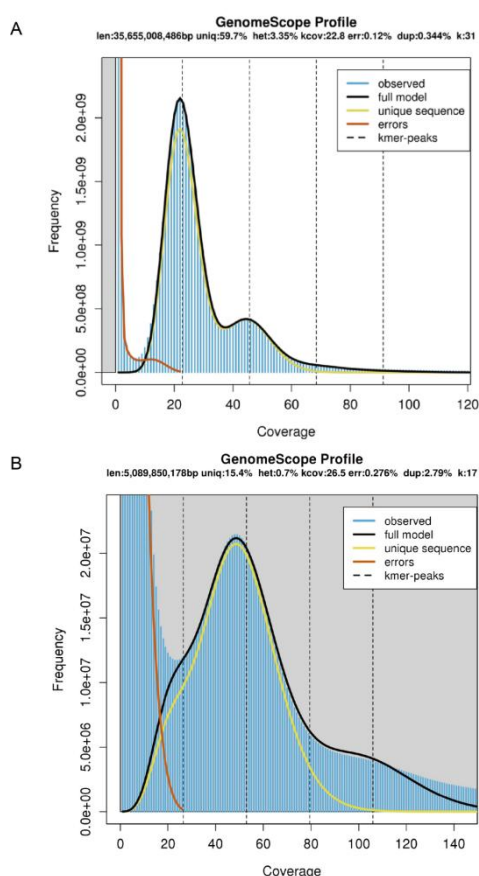 A
GenomeScope Profile
len:35,655,008,486bp uniq:59.7% het:3.35% kcov:22.8 err:0.12% dup:0.344% k:31
observed
full model
unique sequence
errors
kmer-peaks
Frequency
0.0e+00 5.0e+08 1.0e+09 1.5e+09 2.0e+09
0 20 40 60 80 100 120
Coverage
B
GenomeScope Profile
len:5,089,850,178bp uniq:15.4% het:0.7% kcov:26.5 err:0.276% dup:2.79% k:17
observed
full model
unique sequence
errors
kmer-peaks
Frequency
0.0e+00 5.0e+06 1.0e+07 1.5e+07 2.0e+07
0 20 40 60 80 100 120 140
Coverage